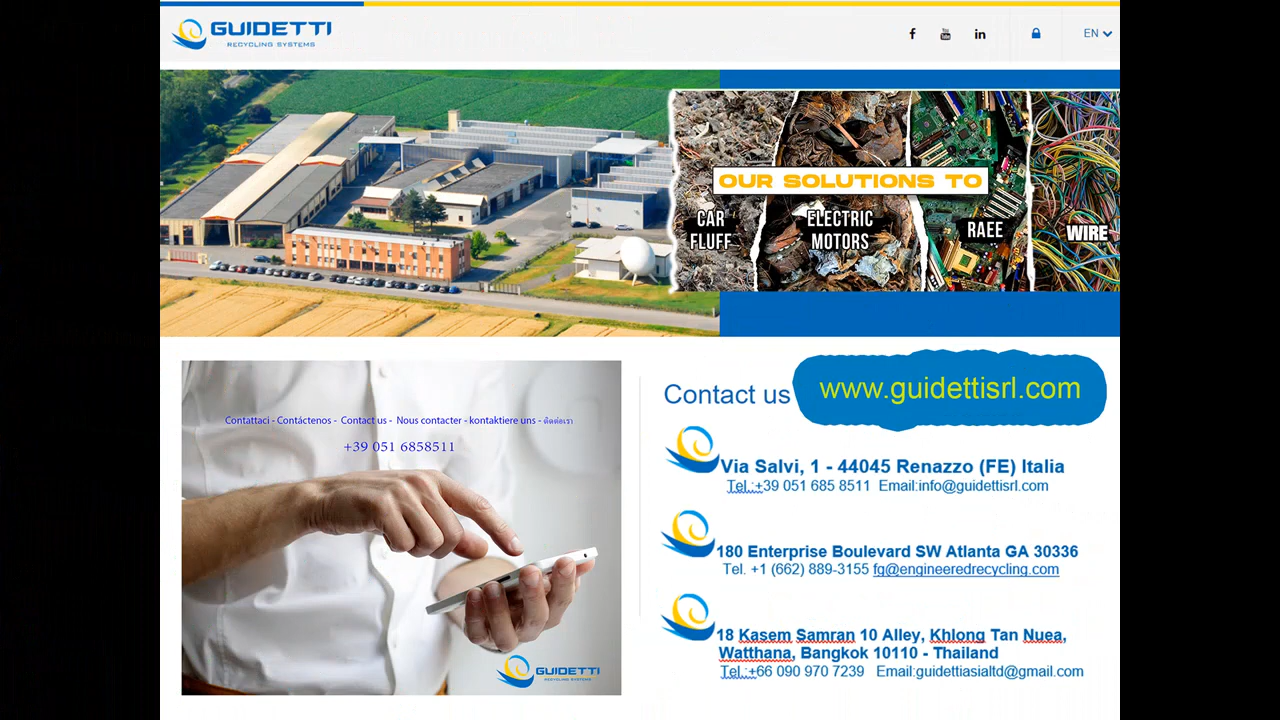 GUIDETTI
RECYCLING SYSTEMS
f You Tube in EN
OUR SOLUTIONS TO
CAR FLUFF
ELECTRIC MOTORS
RAEE
WIRE
Contact us www.guidettisrl.com
Contattaci - Contáctenos - Contact us - Nous contacter - kontaktiere uns - ติดต่อเรา
+39 051 6858511
GUIDETTI
RECYCLING SYSTEMS
Via Salvi, 1 - 44045 Renazzo (FE) Italia
Tel.:+39 051 685 8511 Email:info@guidettisrl.com
180 Enterprise Boulevard SW Atlanta GA 30336
Tel. +1 (662) 889-3155 fg@engineeredrecycling.com
18 Kasem Samran 10 Alley, Khlong Tan Nuea,
Watthana, Bangkok 10110 - Thailand
Tel.:+66 090 970 7239 Email:guidettiasialtd@gmail.com